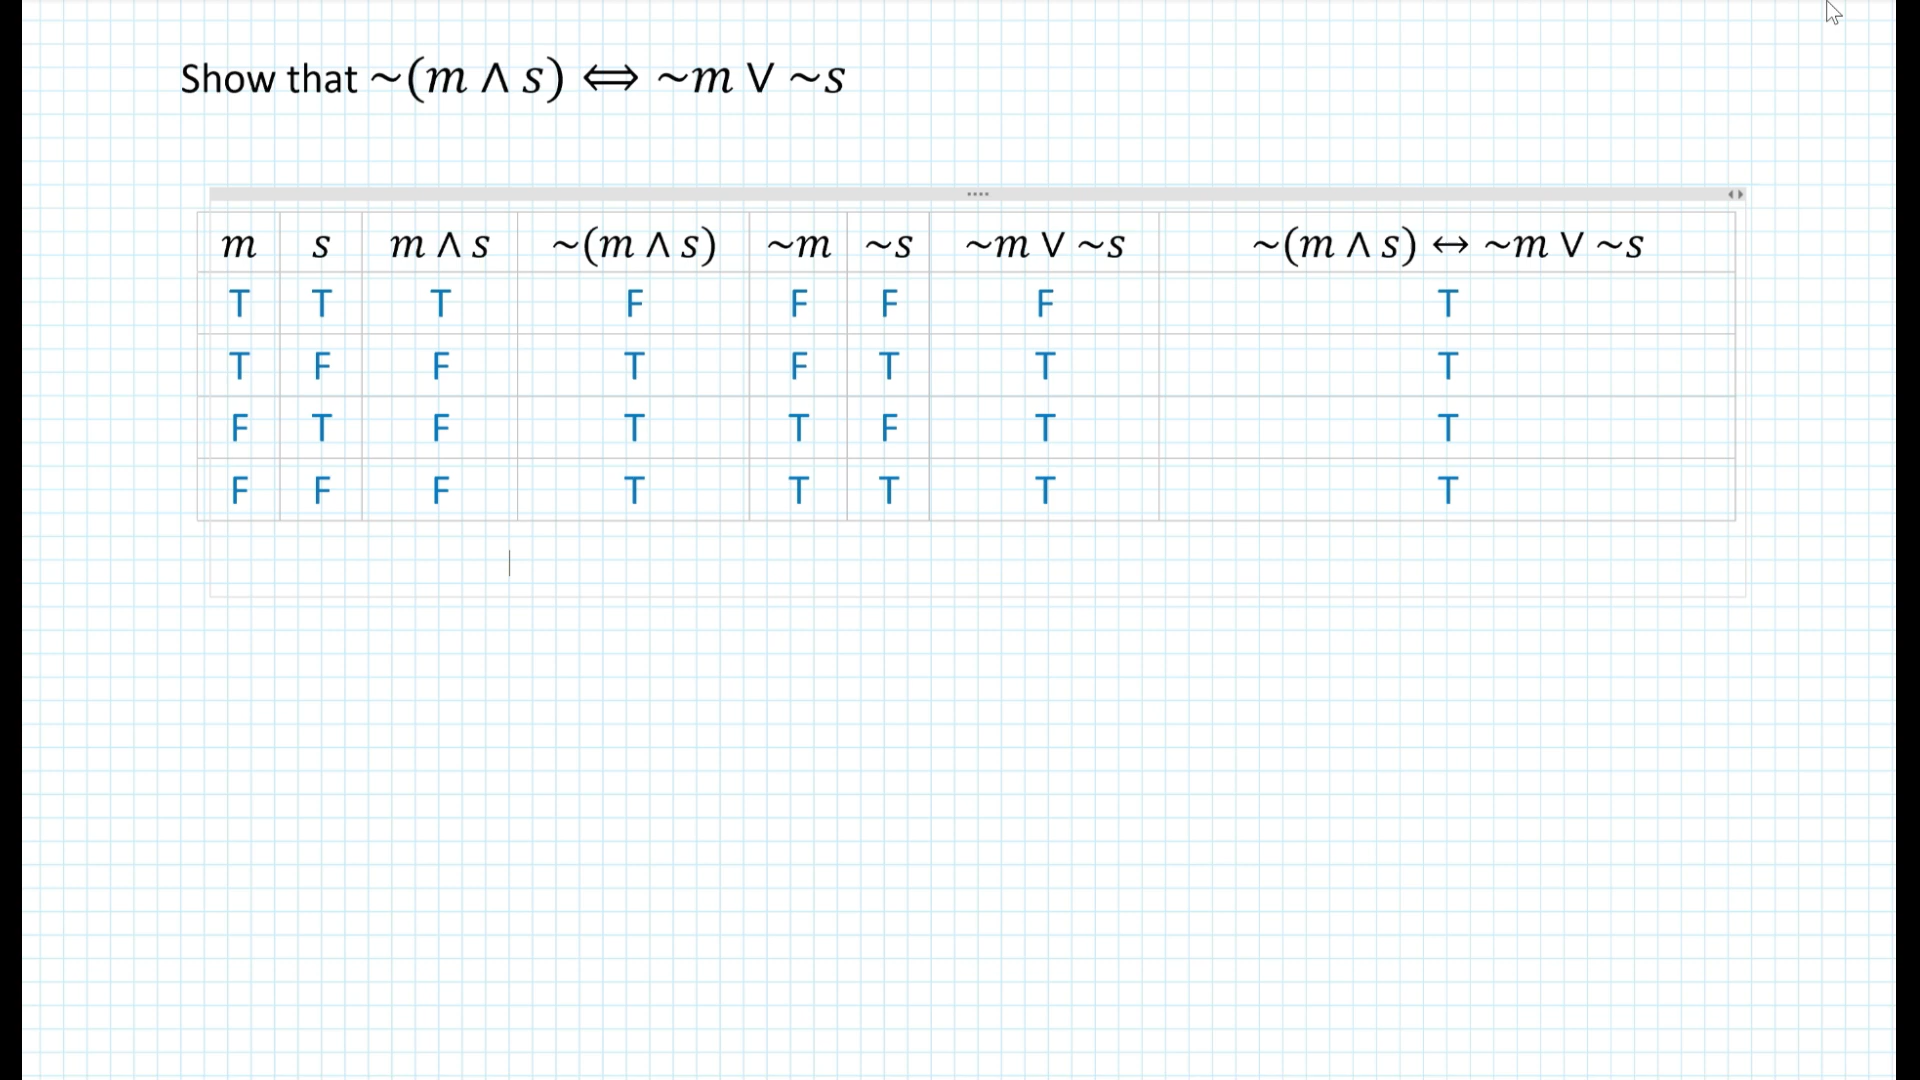 Show that ~(m ∧ s) ⟺ ~m ∨ ~s
m s m ∧ s ~(m ∧ s) ~m ~s ~m ∨ ~s ~(m ∧ s) ↔ ~m ∨ ~s
T T T F F F F T
T F F T F T T T
F T F T T F T T
F F F T T T T T